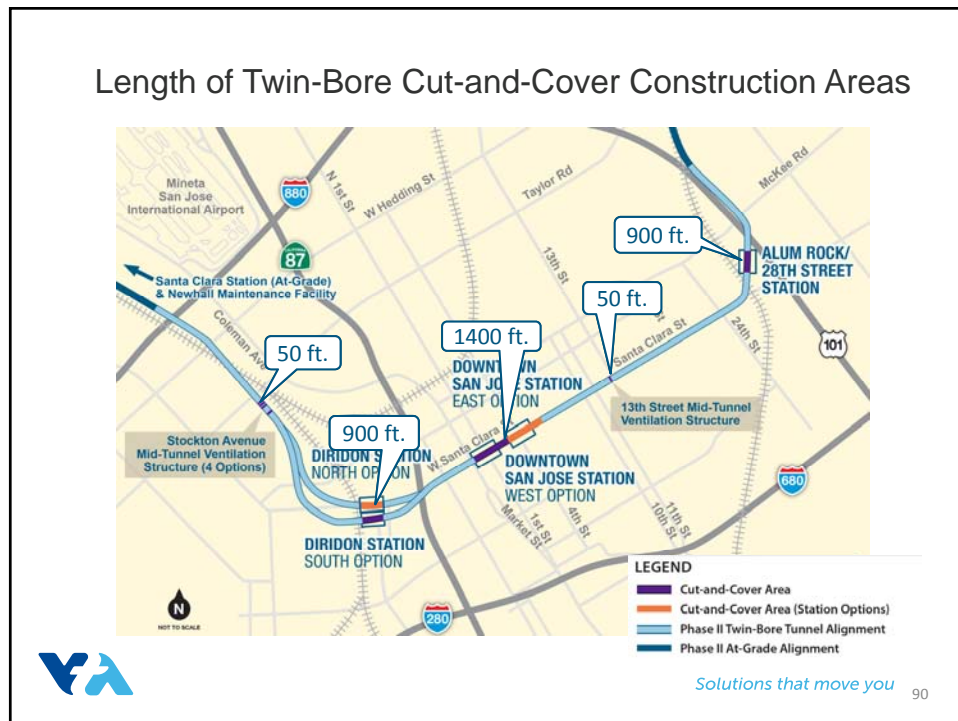 Length of Twin-Bore Cut-and-Cover Construction Areas
Mineta
San Jose
International Airport
880
N 1st St
W Hedding St
Taylor Rd
McKee Rd
CALIFORNIA
87
Santa Clara Station (At-Grade)
& Newhall Maintenance Facility
Coleman Ave
13th St
900 ft.
ALUM ROCK/
28TH STREET
STATION
50 ft.
50 ft.
1400 ft.
Santa Clara St
24th St
101
DOWNTOWN
SAN JOSE STATION
EAST OPTION
13th Street Mid-Tunnel
Ventilation Structure
Stockton Avenue
Mid-Tunnel Ventilation
Structure (4 Options)
900 ft.
DIRIDON STATION
NORTH OPTION
W Santa Clara St
DOWNTOWN
SAN JOSE STATION
WEST OPTION
680
Market St
1st St
4th St
10th St
11th St
DIRIDON STATION
SOUTH OPTION
N
NOT TO SCALE
280
LEGEND
Cut-and-Cover Area
Cut-and-Cover Area (Station Options)
Phase II Twin-Bore Tunnel Alignment
Phase II At-Grade Alignment
VTA
Solutions that move you
90